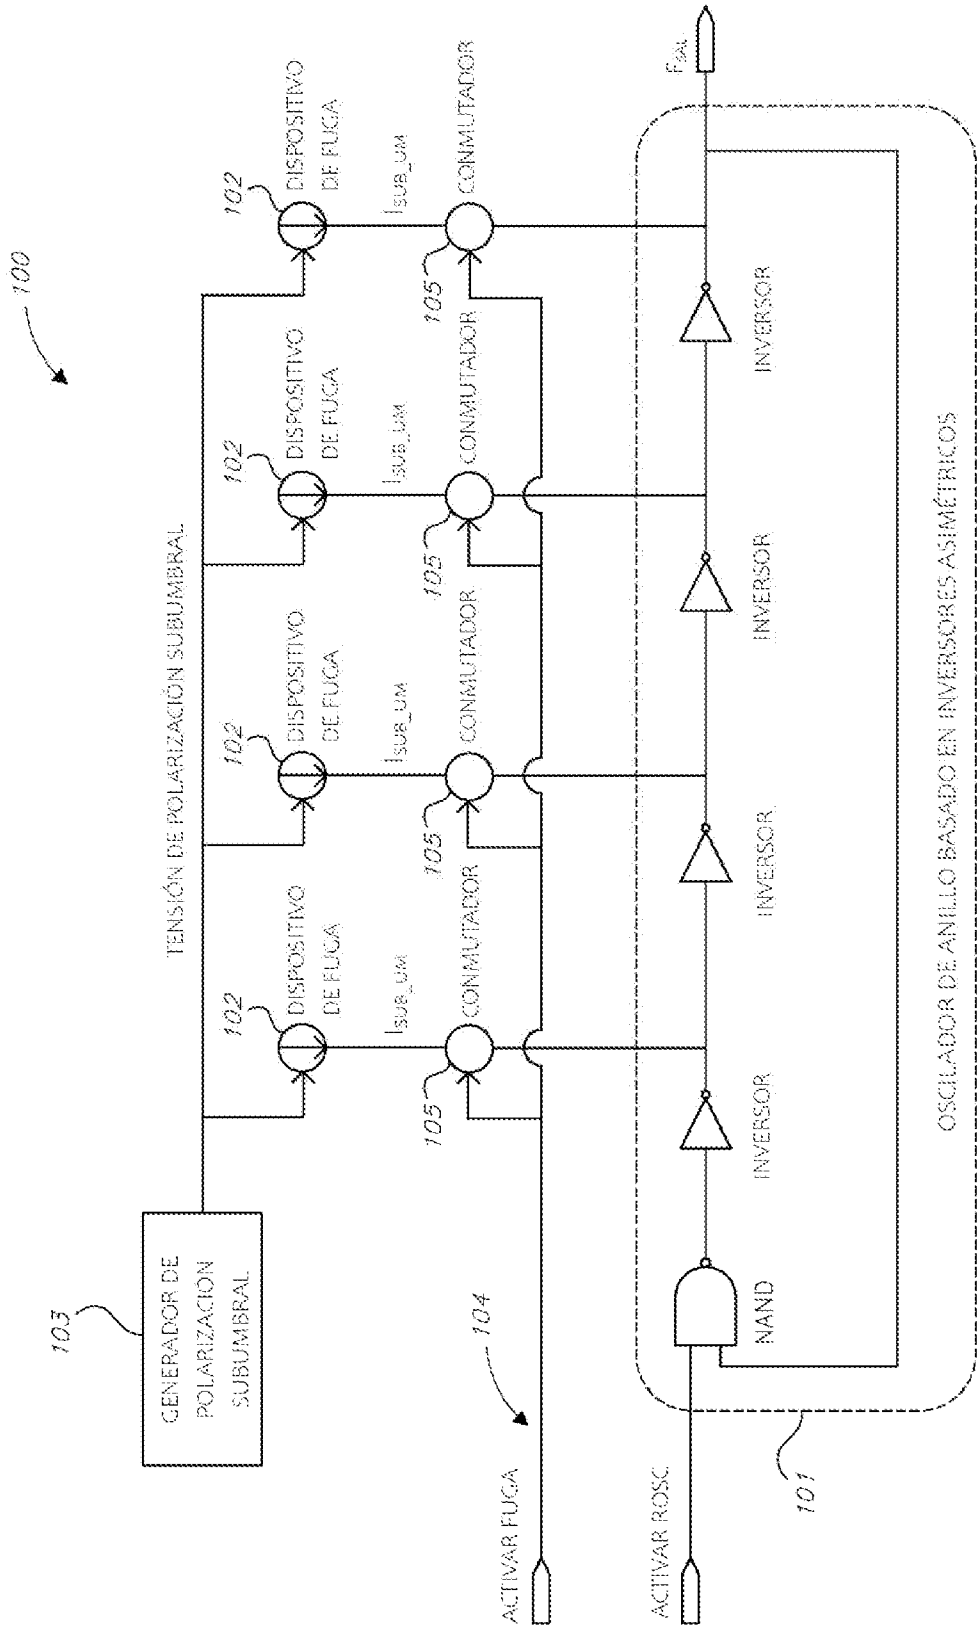 100
103
GENERADOR DE
POLARIZACIÓN
SUBUMBRAL
TENSIÓN DE POLARIZACIÓN SUBUMBRAL
102
DISPOSITIVO
DE FUGA
102
DISPOSITIVO
DE FUGA
102
DISPOSITIVO
DE FUGA
102
DISPOSITIVO
DE FUGA
ISUB_UM
ISUB_UM
ISUB_UM
ISUB_UM
105
CONMUTADOR
105
CONMUTADOR
105
CONMUTADOR
105
CONMUTADOR
104
ACTIVAR FUGA
ACTIVAR ROSC
FSAL
NAND
INVERSOR
INVERSOR
INVERSOR
INVERSOR
101
OSCILADOR DE ANILLO BASADO EN INVERSORES ASIMÉTRICOS